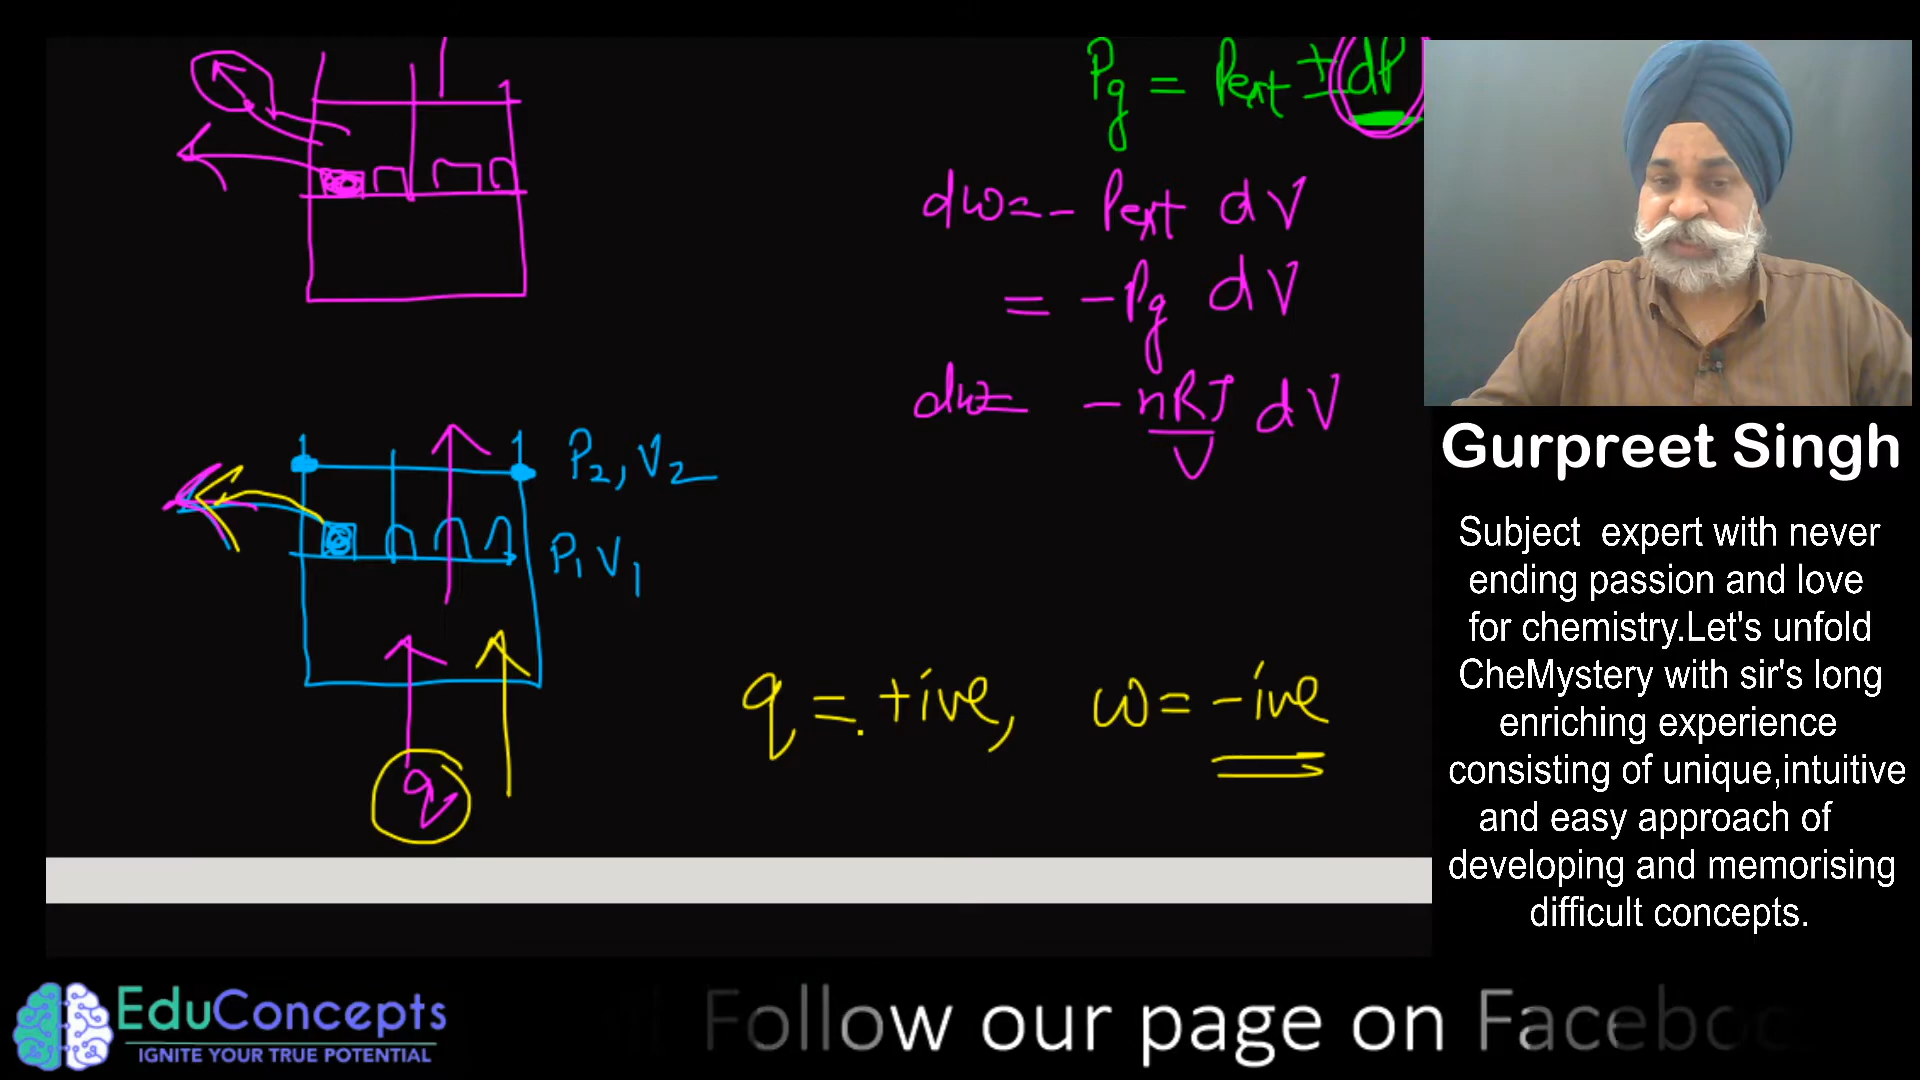 Pg = Pext ± dP
dw = - Pext dV
= - Pg dV
dw = - nRT/V dV
P2, V2
P1 V1
q = +ive, w = -ive
q
Gurpreet Singh
Subject expert with never
ending passion and love
for chemistry.Let's unfold
CheMystery with sir's long
enriching experience
consisting of unique,intuitive
and easy approach of
developing and memorising
difficult concepts.
EduConcepts
IGNITE YOUR TRUE POTENTIAL
Follow our page on Facebo